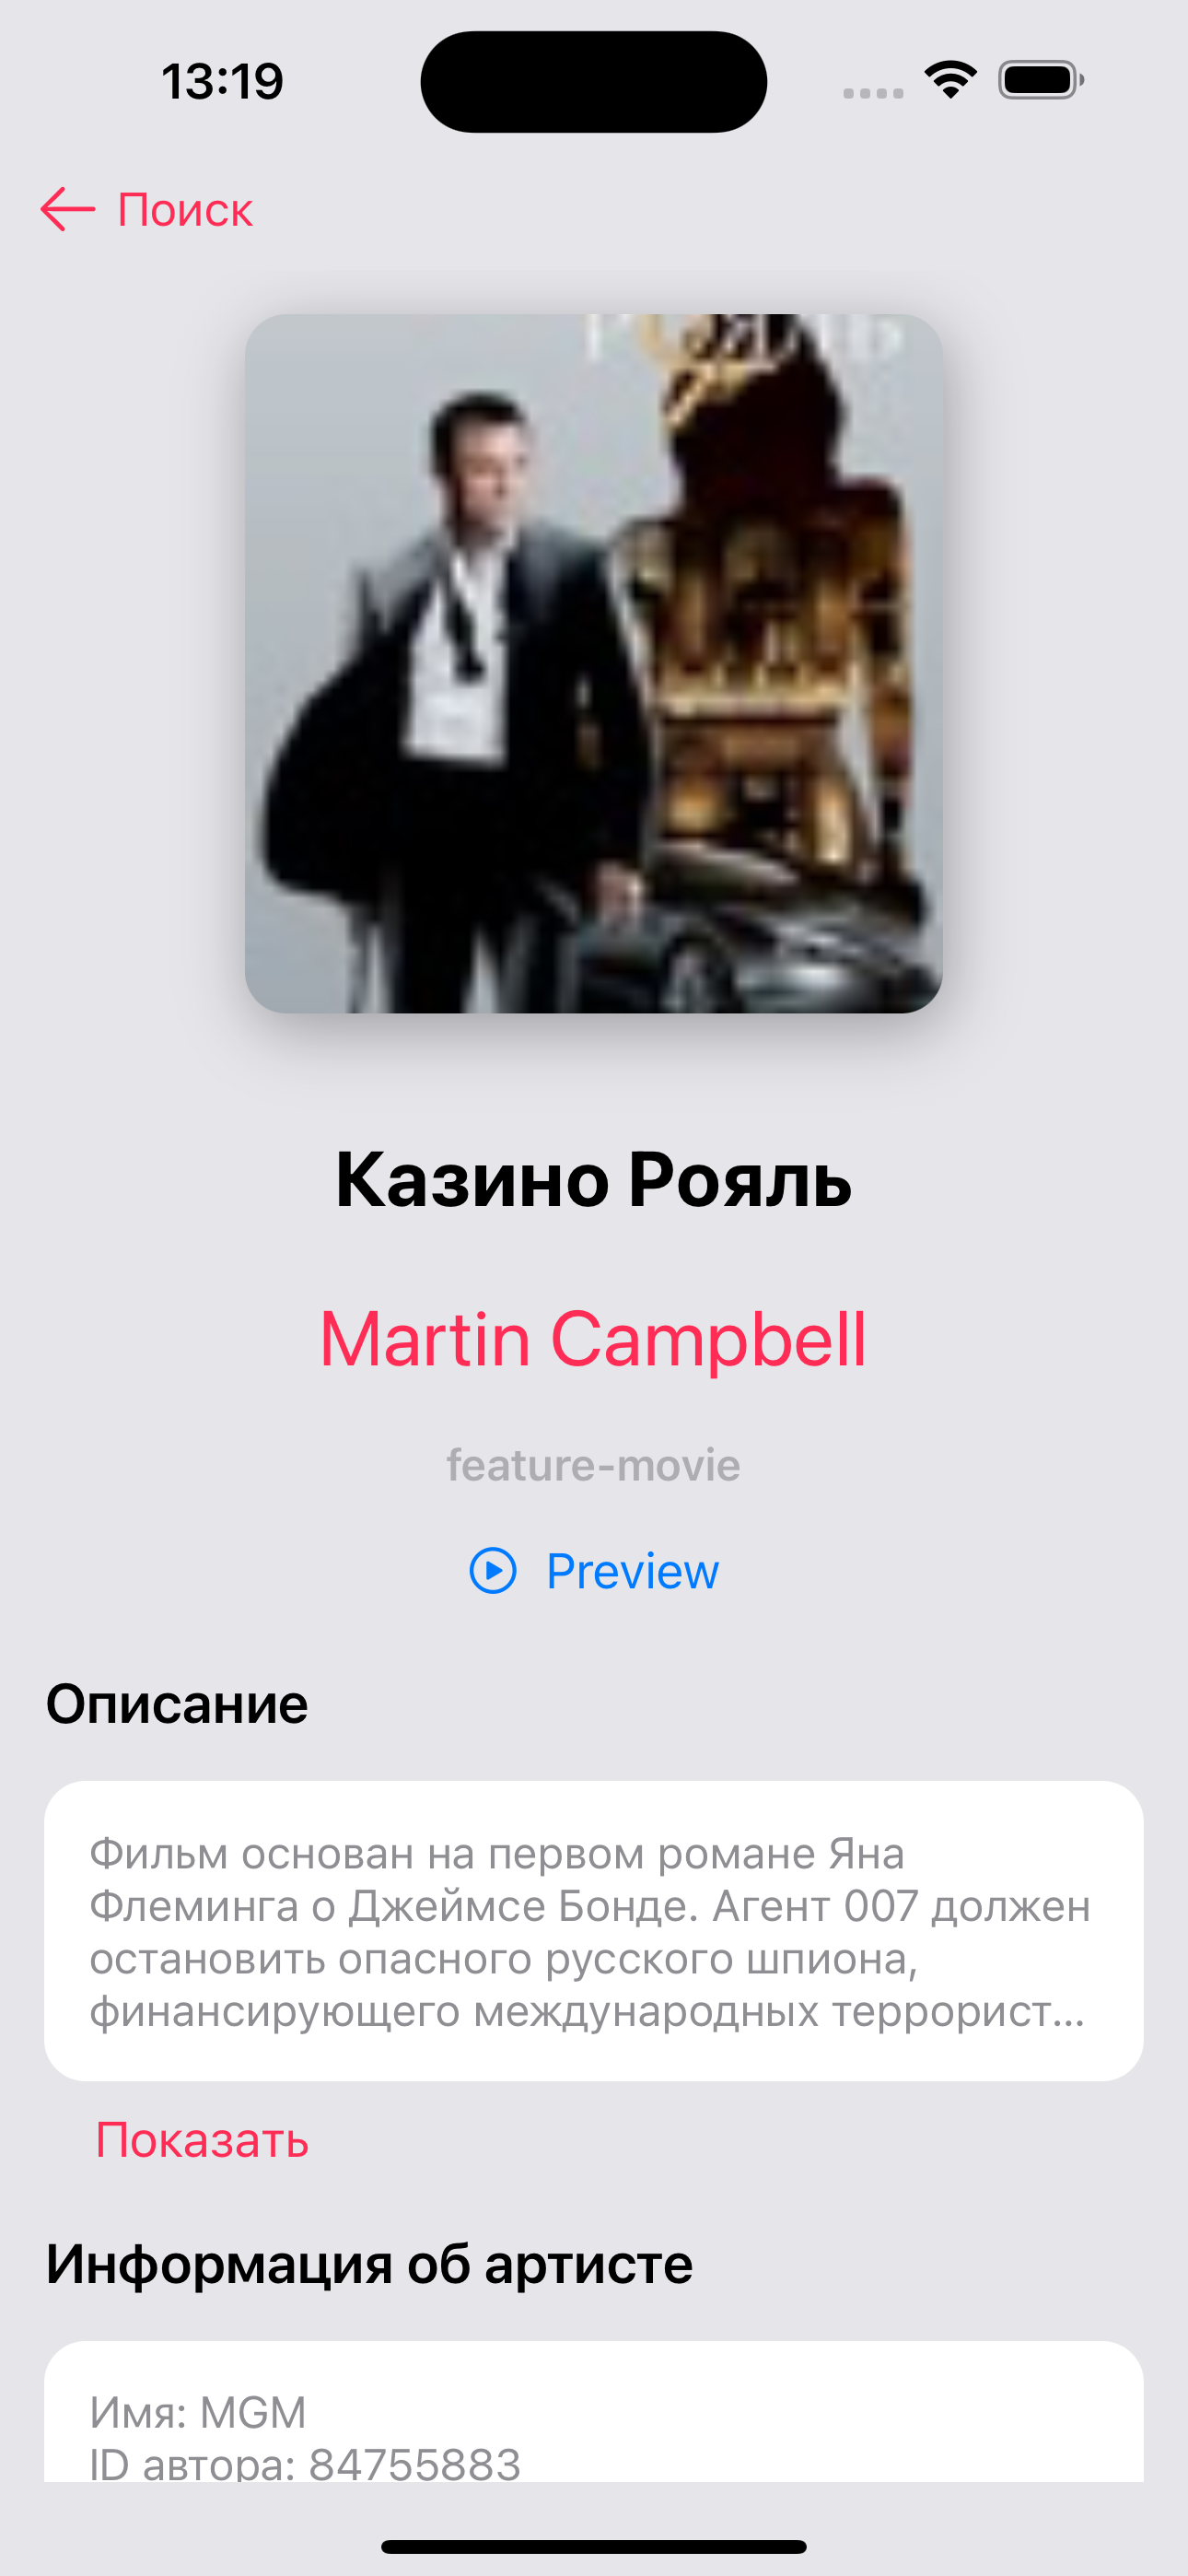 13:19
Поиск
РОЯЛЬ
Казино Рояль
Martin Campbell
feature-movie
Preview
Описание
Фильм основан на первом романе Яна
Флеминга о Джеймсе Бонде. Агент 007 должен
остановить опасного русского шпиона,
финансирующего международных террорист...
Показать
Информация об артисте
Имя: MGM
ID автора: 84755883